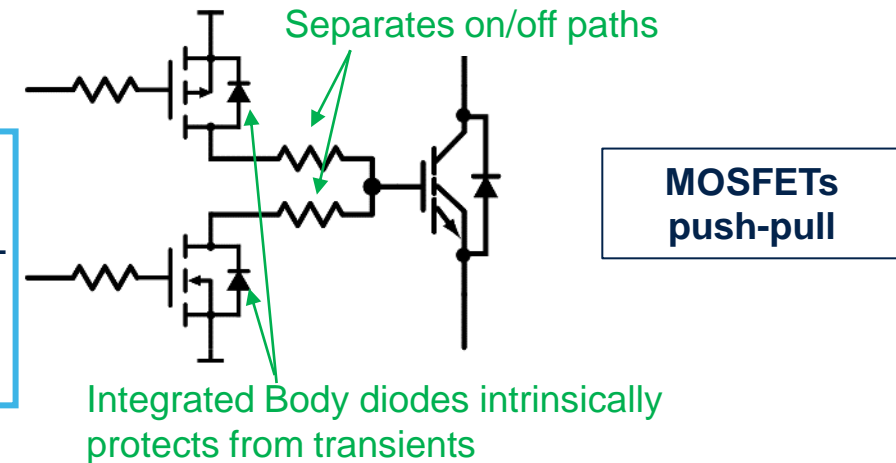 Separates on/off paths
MOSFETs
push-pull
Integrated Body diodes intrinsically
protects from transients